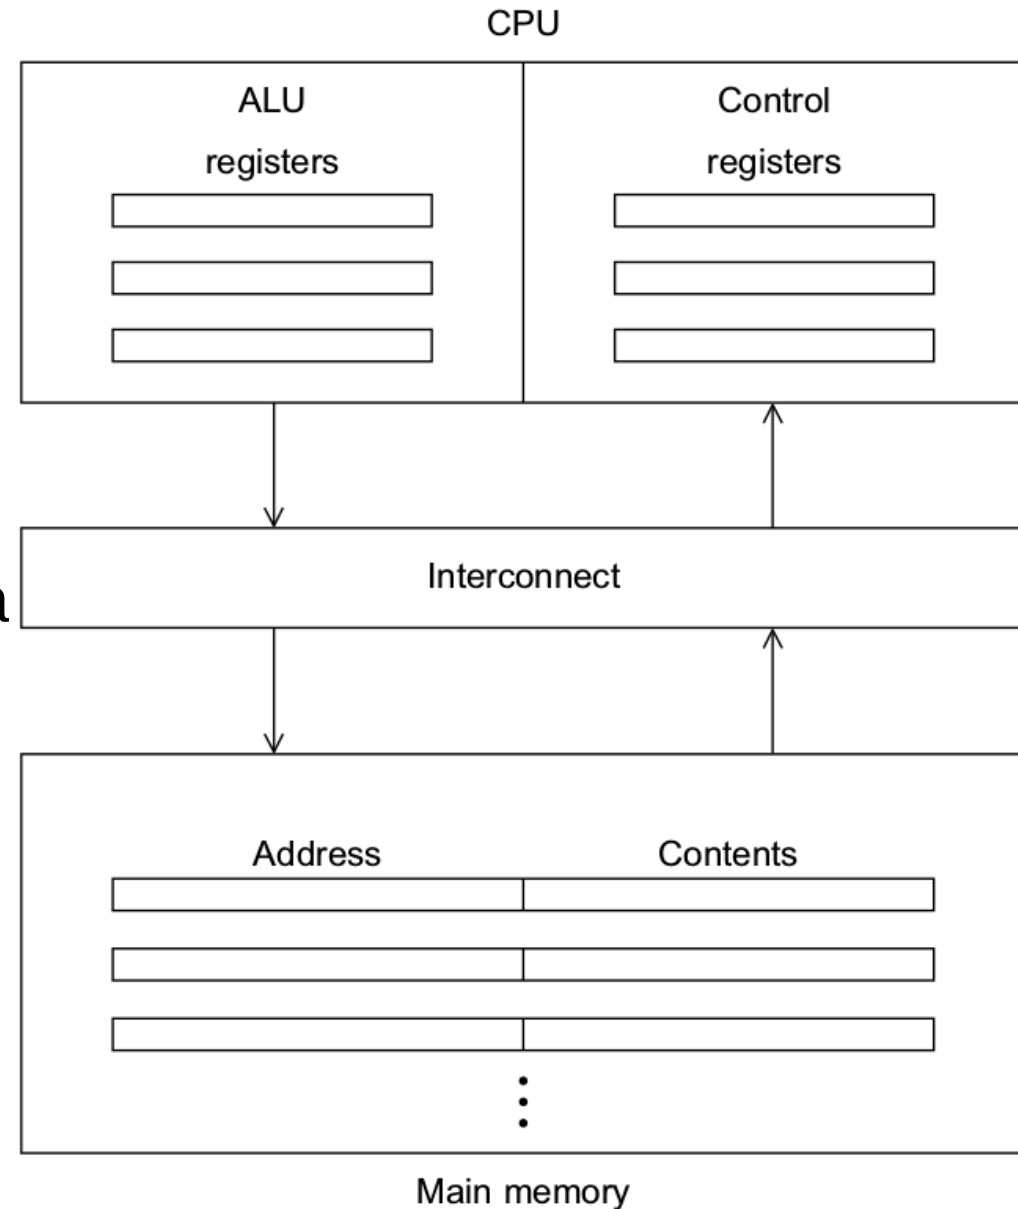 CPU
ALU Control
registers registers
Interconnect
a
Address Contents
Main memory